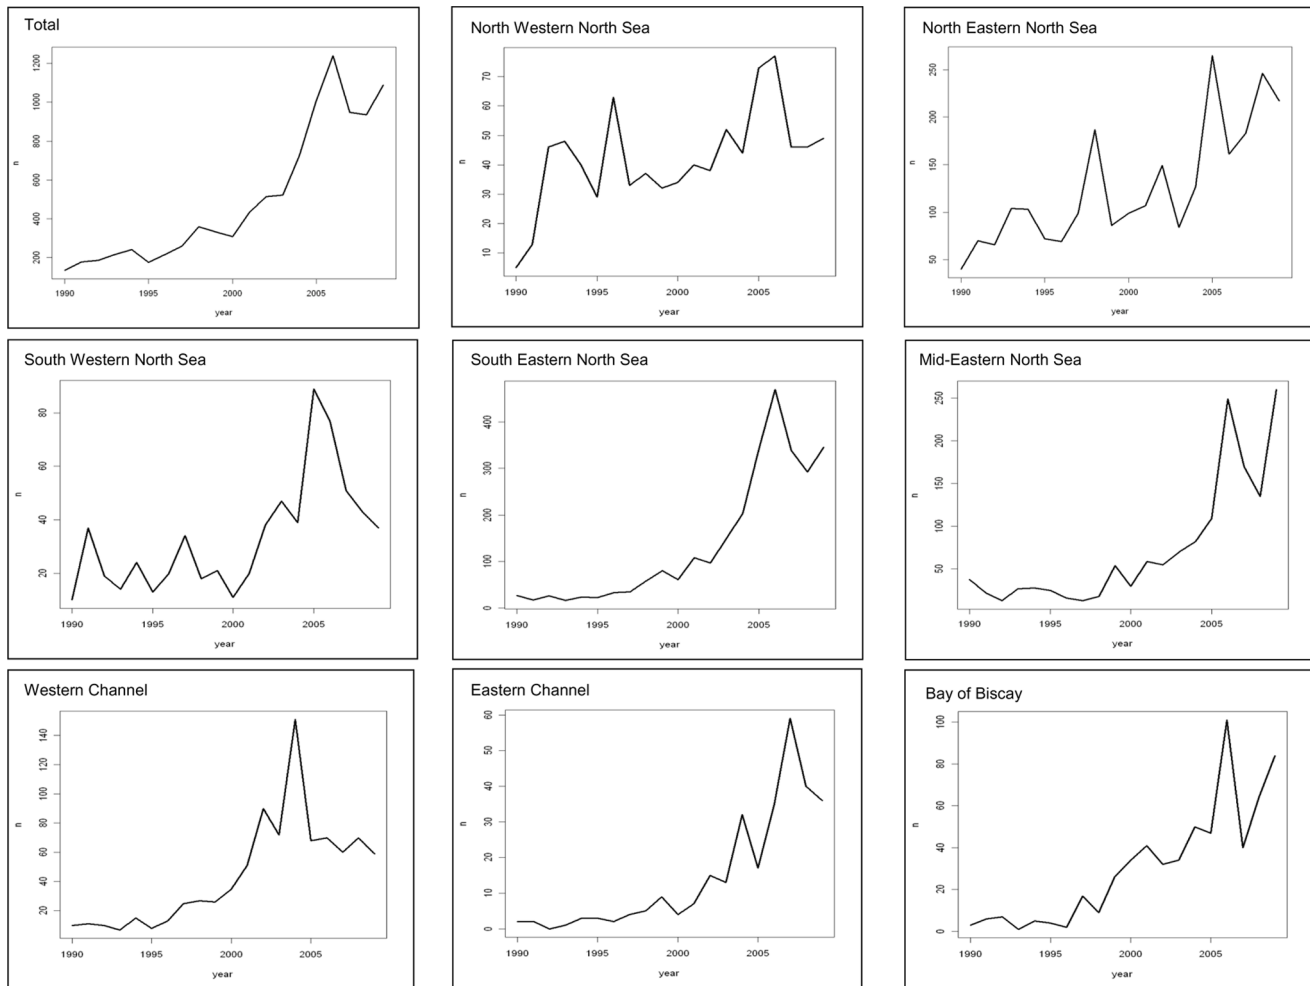 Total
1200
1000
800
600
400
200
n
1990 1995 2000 2005
year
North Western North Sea
70
60
50
40
30
20
10
n
1990 1995 2000 2005
year
North Eastern North Sea
250
200
150
100
50
n
1990 1995 2000 2005
year
South Western North Sea
80
60
40
20
n
1990 1995 2000 2005
year
South Eastern North Sea
400
300
200
100
0
n
1990 1995 2000 2005
year
Mid-Eastern North Sea
250
200
150
100
50
n
1990 1995 2000 2005
year
Western Channel
140
120
100
80
60
40
20
n
1990 1995 2000 2005
year
Eastern Channel
60
50
40
30
20
10
0
n
1990 1995 2000 2005
year
Bay of Biscay
100
80
60
40
20
0
n
1990 1995 2000 2005
year